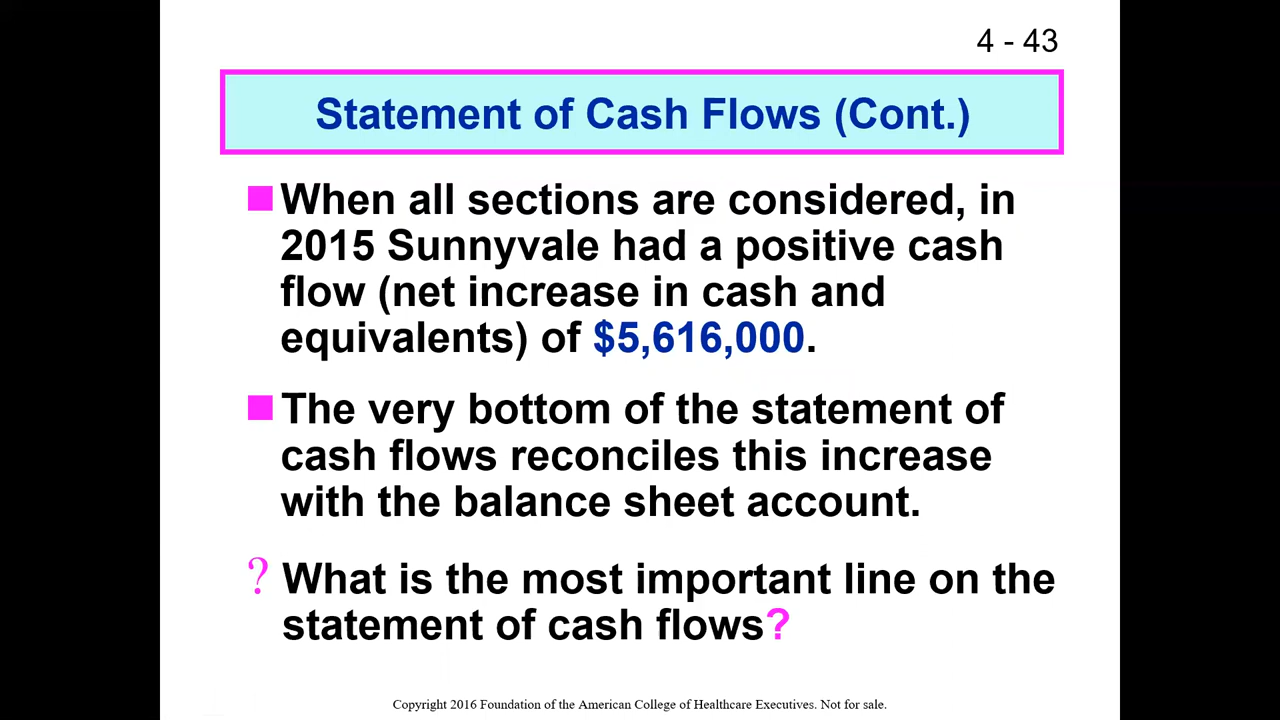 4 - 43
Statement of Cash Flows (Cont.)
When all sections are considered, in
2015 Sunnyvale had a positive cash
flow (net increase in cash and
equivalents) of $5,616,000.
The very bottom of the statement of
cash flows reconciles this increase
with the balance sheet account.
? What is the most important line on the
statement of cash flows?
Copyright 2016 Foundation of the American College of Healthcare Executives. Not for sale.